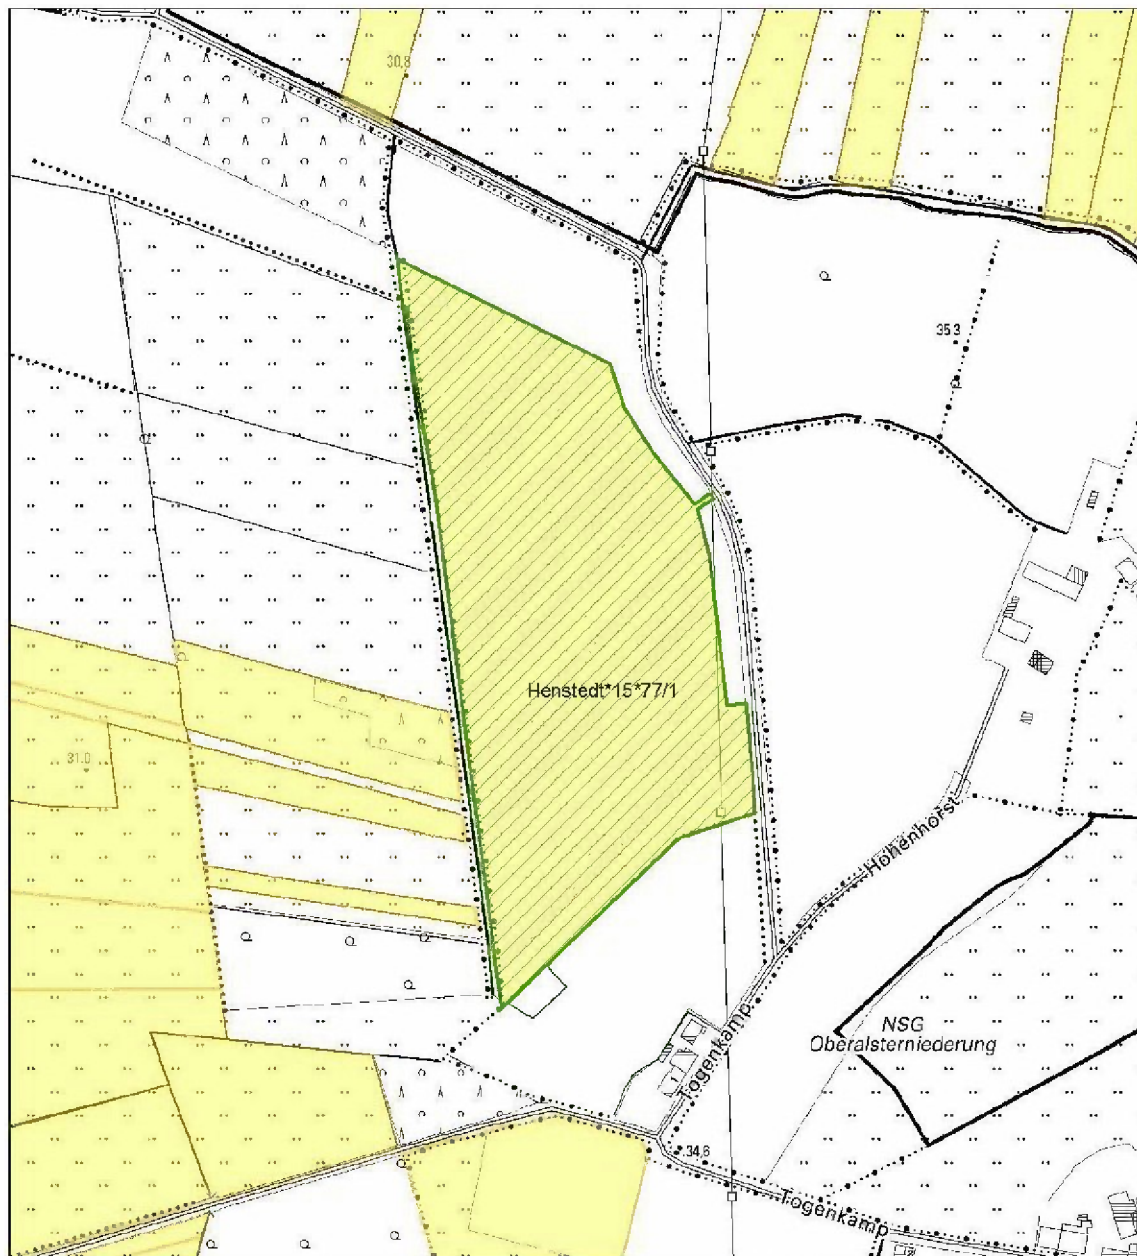 30,8
35,3
Henstedt*15*77/1
31.0
Hohenhorst
NSG
Oberalsterniederung
Togenkamp
34,6
Togenkamp